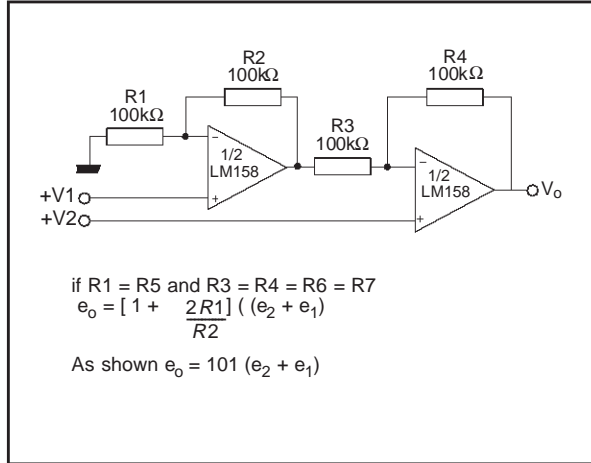 R2
100kΩ
R4
100kΩ
R1
100kΩ
R3
100kΩ
1/2
LM158
1/2
LM158
+V1
+V2
Vo
if R1 = R5 and R3 = R4 = R6 = R7
eo = [ 1 + 2R1/R2 ] ( (e2 + e1)
As shown eo = 101 (e2 + e1)